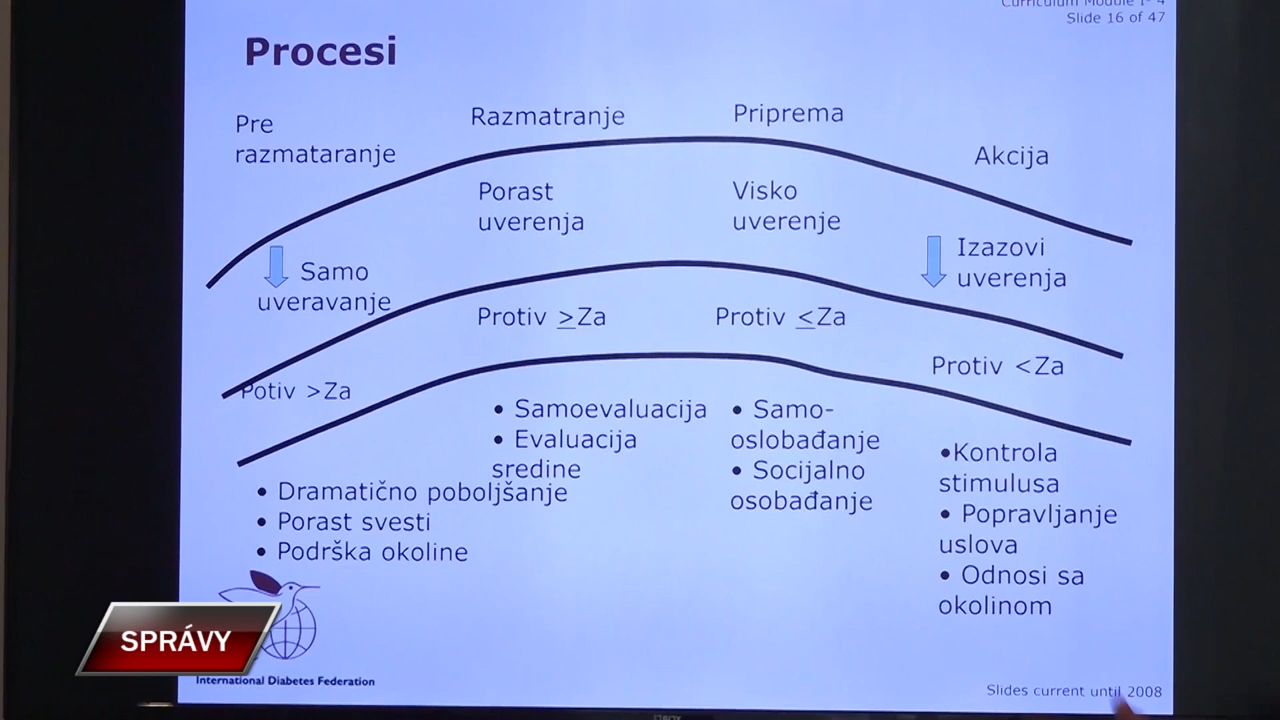 Curriculum Module I- 4
Slide 16 of 47
Procesi
Pre
razmataranje
Razmatranje
Priprema
Akcija
Porast
uverenja
Visko
uverenje
Samo
uveravanje
Izazovi
uverenja
Protiv >Za
Protiv <Za
Potiv >Za
Protiv <Za
• Samoevaluacija
• Evaluacija
sredine
• Samo-
oslobađanje
• Socijalno
osobađanje
•Kontrola
stimulusa
• Popravljanje
uslova
• Odnosi sa
okolinom
• Dramatično poboljšanje
• Porast svesti
• Podrška okoline
SPRÁVY
International Diabetes Federation
Slides current until 2008